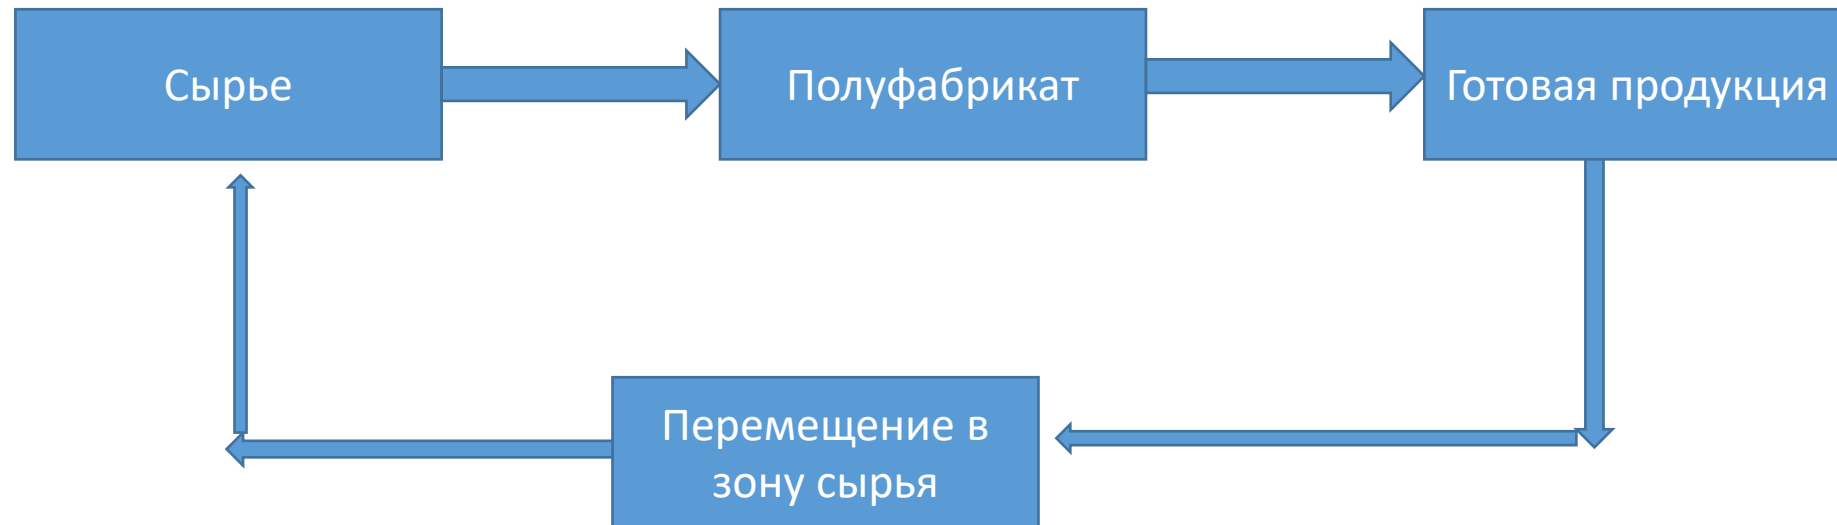 Сырье
Полуфабрикат
Готовая продукция
Перемещение в
зону сырья